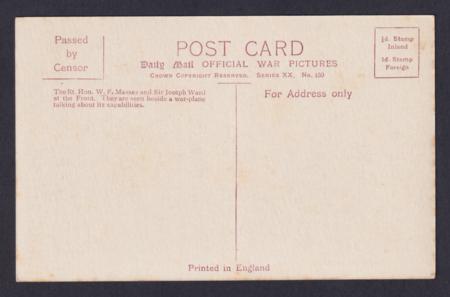 Passed
by
Censor
POST CARD
Daily Mail OFFICIAL WAR PICTURES
Crown Copyright Reserved. Series XX. No. 159
½d. Stamp
Inland
1d. Stamp
Foreign
The Rt. Hon. W. F. Massey and Sir Joseph Ward
at the Front. They are seen beside a war-plane
talking about its capabilities.
For Address only
Printed in England